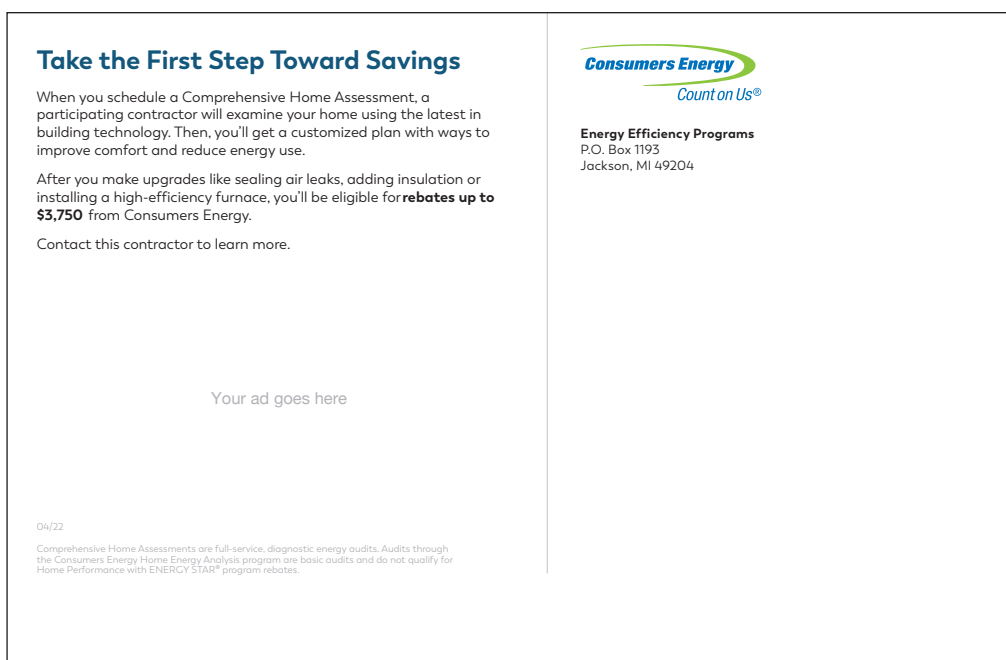 Take the First Step Toward Savings
When you schedule a Comprehensive Home Assessment, a
participating contractor will examine your home using the latest in
building technology. Then, you'll get a customized plan with ways to
improve comfort and reduce energy use.
After you make upgrades like sealing air leaks, adding insulation or
installing a high-efficiency furnace, you'll be eligible for rebates up to
$3,750 from Consumers Energy.
Contact this contractor to learn more.
Your ad goes here
04/22
Comprehensive Home Assessments are full-service, diagnostic energy audits. Audits through
the Consumers Energy Home Energy Analysis program are basic audits and do not qualify for
Home Performance with ENERGY STAR® program rebates.
Consumers Energy
Count on Us®
Energy Efficiency Programs
P.O. Box 1193
Jackson, MI 49204